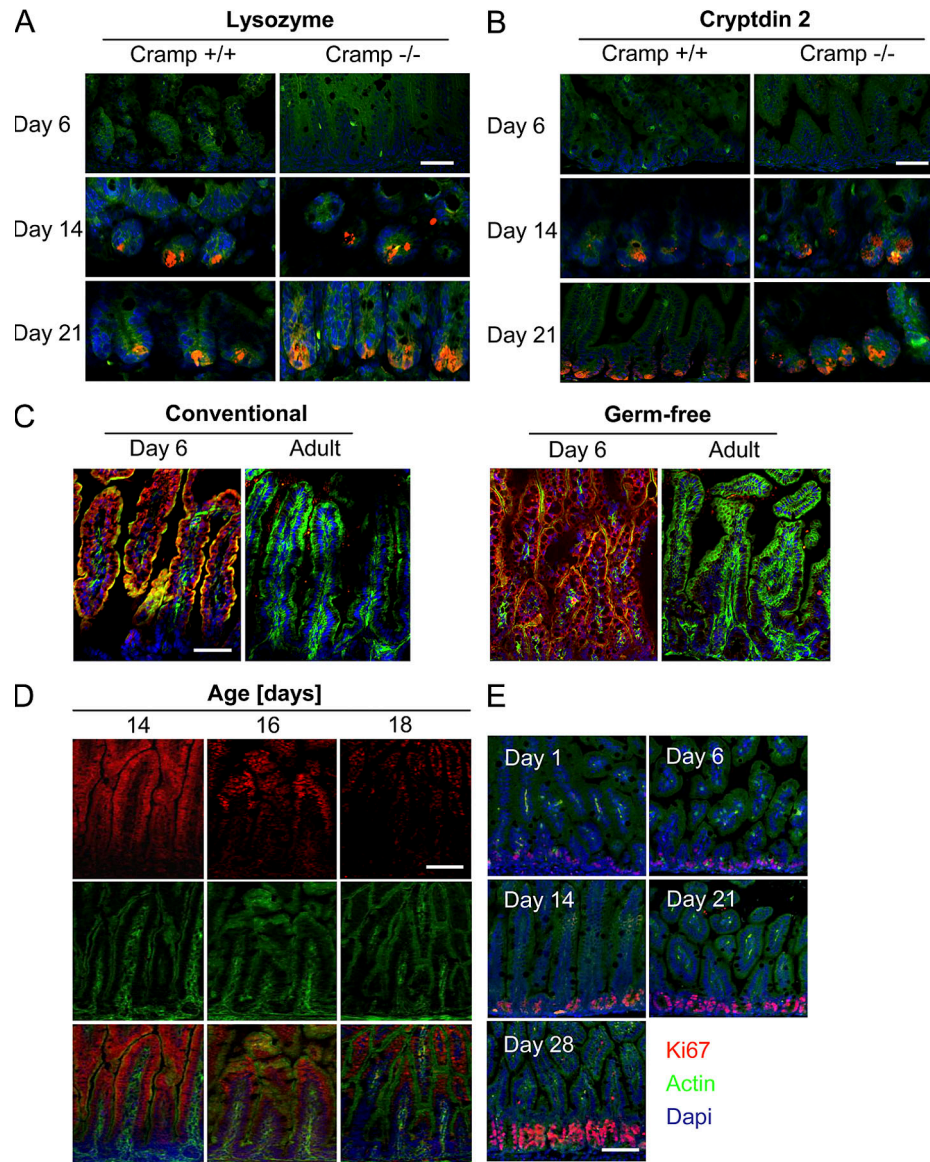 A
Lysozyme
Cramp +/+ Cramp -/-
Day 6
Day 14
Day 21
B
Cryptdin 2
Cramp +/+ Cramp -/-
Day 6
Day 14
Day 21
C
Conventional
Day 6 Adult
Germ-free
Day 6 Adult
D
Age [days]
14 16 18
E
Day 1
Day 6
Day 14
Day 21
Day 28
Ki67
Actin
Dapi